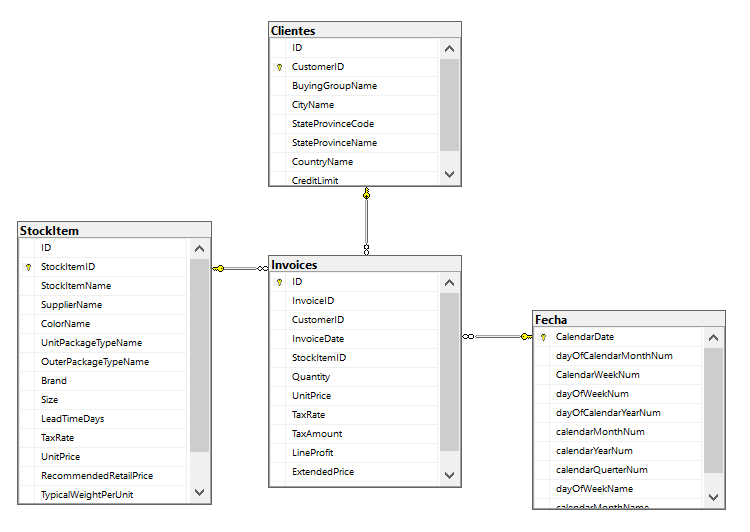 Clientes
ID
CustomerID
BuyingGroupName
CityName
StateProvinceCode
StateProvinceName
CountryName
CreditLimit
StockItem
ID
StockItemID
StockItemName
SupplierName
ColorName
UnitPackageTypeName
OuterPackageTypeName
Brand
Size
LeadTimeDays
TaxRate
UnitPrice
RecommendedRetailPrice
TypicalWeightPerUnit
Invoices
ID
InvoiceID
CustomerID
InvoiceDate
StockItemID
Quantity
UnitPrice
TaxRate
TaxAmount
LineProfit
ExtendedPrice
Fecha
CalendarDate
dayOfCalendarMonthNum
CalendarWeekNum
dayOfWeekNum
dayOfCalendarYearNum
calendarMonthNum
calendarYearNum
calendarQuerterNum
dayOfWeekName
calendarMonthName